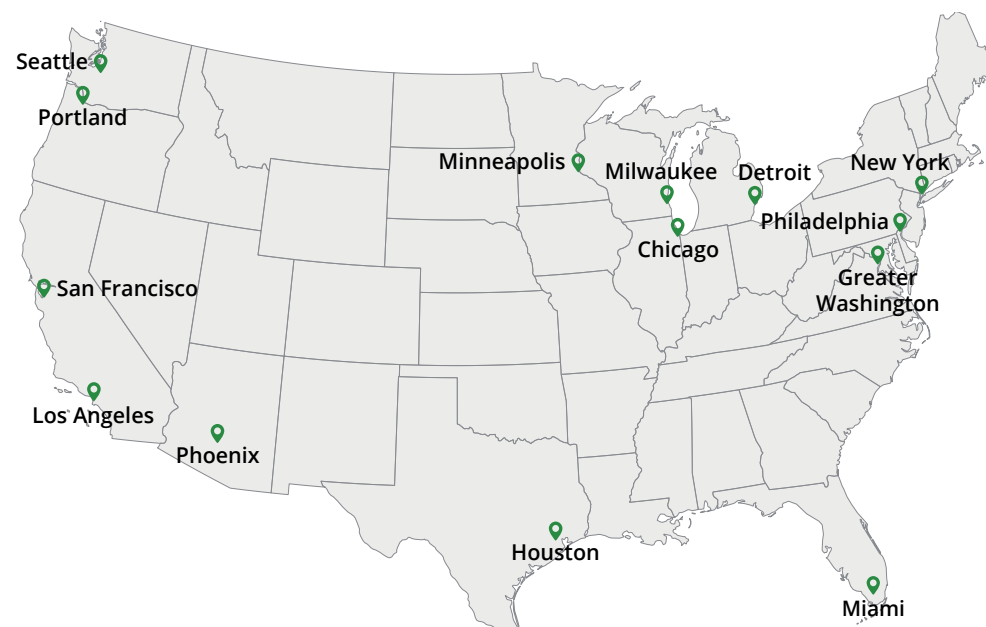 Seattle
Portland
Minneapolis
Milwaukee
Detroit
New York
Philadelphia
Chicago
Greater
Washington
San Francisco
Los Angeles
Phoenix
Houston
Miami